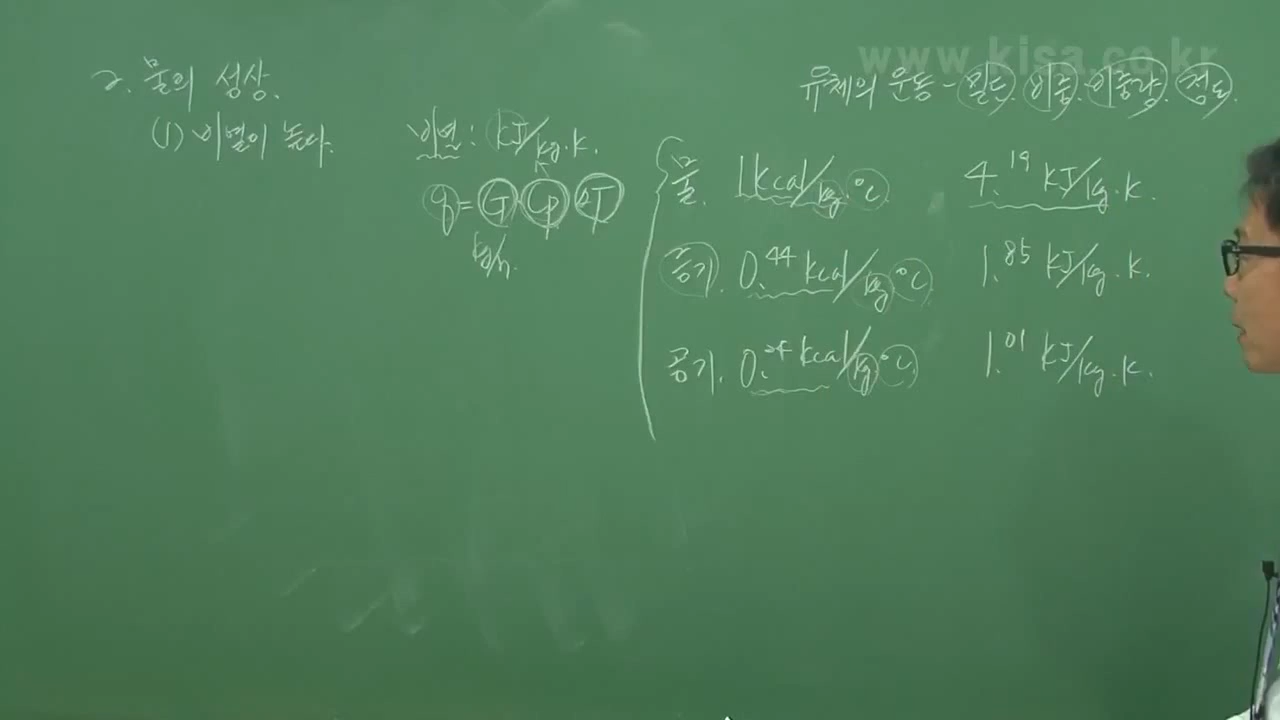 www.kisa.co.kr
2. 물의 성상.
유체의 운동 - 밀도. 비중. 비중량. 점도.
(1) 비열이 높다.
비열 : kJ/kg·K.
q = G·Cp·ΔT
kg/h.
물. 1kcal/kg·℃ 4.19 kJ/kg·K.
증기. 0.44 kcal/kg·℃ 1.85 kJ/kg·K.
공기. 0.24 kcal/kg·℃ 1.01 kJ/kg·K.